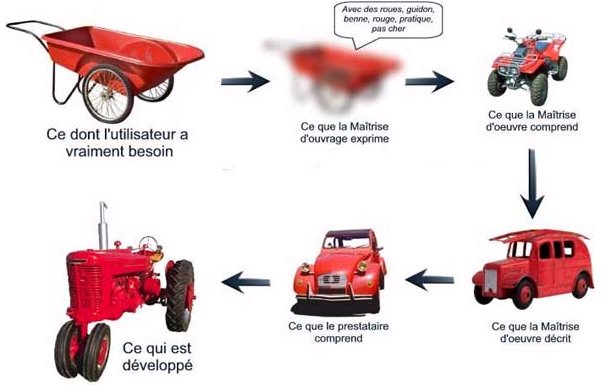 Avec des roues, guidon,
benne, rouge, pratique,
pas cher
Ce dont l'utilisateur a
vraiment besoin
Ce que la Maîtrise
d'ouvrage exprime
Ce que la Maîtrise
d'oeuvre comprend
Ce que la Maîtrise
d'oeuvre décrit
Ce que le prestataire
comprend
Ce qui est
développé